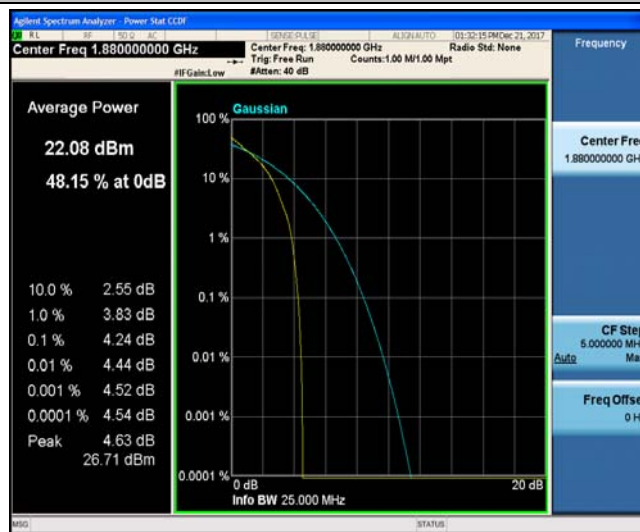 Agilent Spectrum Analyzer - Power Stat CCDF
RL RF 50 Ω AC SENSE:PULSE ALIGN AUTO 01:32:15 PM Dec 21, 2017
Center Freq 1.880000000 GHz
Center Freq: 1.880000000 GHz Radio Std: None
Trig: Free Run Counts:1.00 M/1.00 Mpt
#IFGain:Low #Atten: 40 dB
Frequency
Average Power
22.08 dBm
48.15 % at 0dB
10.0 % 2.55 dB
1.0 % 3.83 dB
0.1 % 4.24 dB
0.01 % 4.44 dB
0.001 % 4.52 dB
0.0001 % 4.54 dB
Peak 4.63 dB
26.71 dBm
Gaussian
100 %
10 %
1 %
0.1 %
0.01 %
0.001 %
0.0001 %
0 dB 20 dB
Info BW 25.000 MHz
Center Fre
1.880000000 GH
CF Ste
5.000000 MH
Auto Ma
Freq Offse
0 H
MSG STATUS